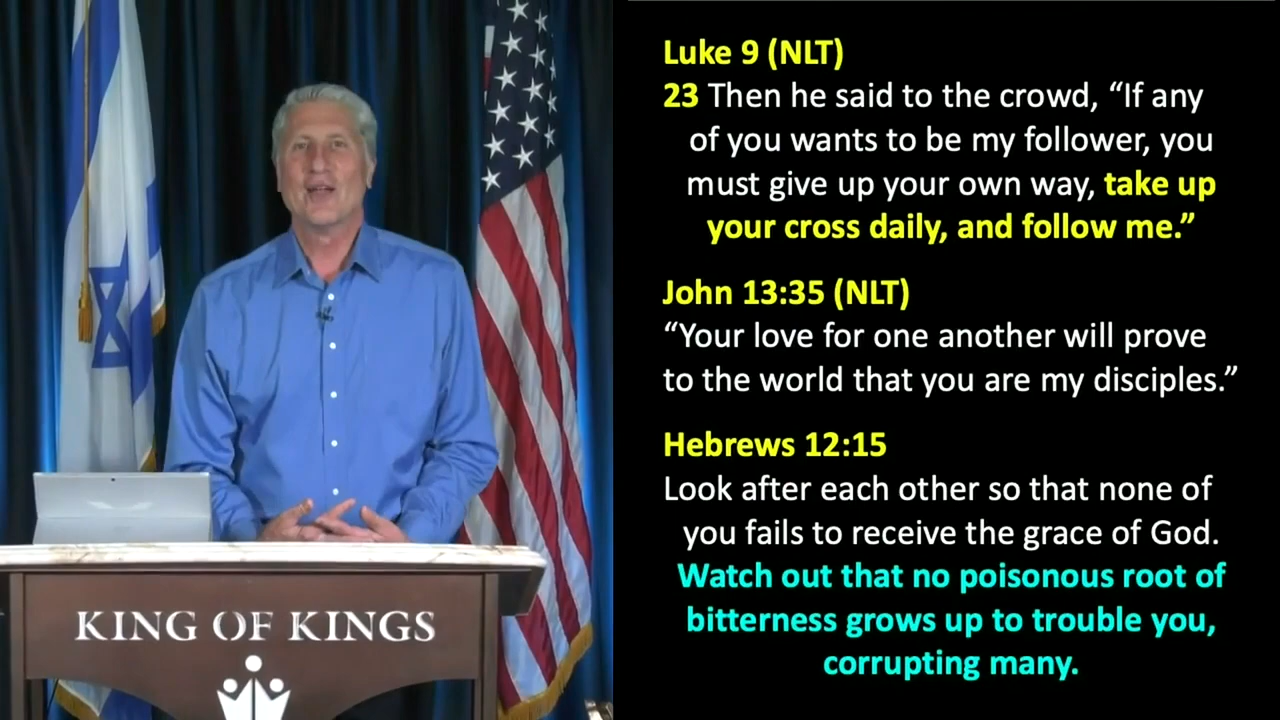 KING OF KINGS
Luke 9 (NLT)
23 Then he said to the crowd, “If any
of you wants to be my follower, you
must give up your own way, take up
your cross daily, and follow me.”
John 13:35 (NLT)
“Your love for one another will prove
to the world that you are my disciples.”
Hebrews 12:15
Look after each other so that none of
you fails to receive the grace of God.
Watch out that no poisonous root of
bitterness grows up to trouble you,
corrupting many.